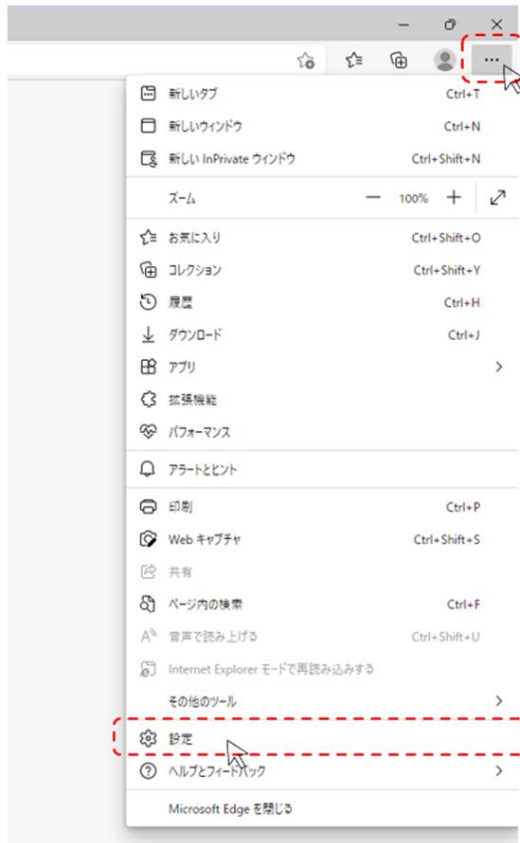 新しいタブ Ctrl+T
新しいウィンドウ Ctrl+N
新しい InPrivate ウィンドウ Ctrl+Shift+N
ズーム 100%
お気に入り Ctrl+Shift+O
コレクション Ctrl+Shift+Y
履歴 Ctrl+H
ダウンロード Ctrl+J
アプリ
拡張機能
パフォーマンス
アラートとヒント
印刷 Ctrl+P
Web キャプチャ Ctrl+Shift+S
共有
ページ内の検索 Ctrl+F
音声で読み上げる Ctrl+Shift+U
Internet Explorer モードで再読み込みする
その他のツール
設定
ヘルプとフィードバック
Microsoft Edge を閉じる